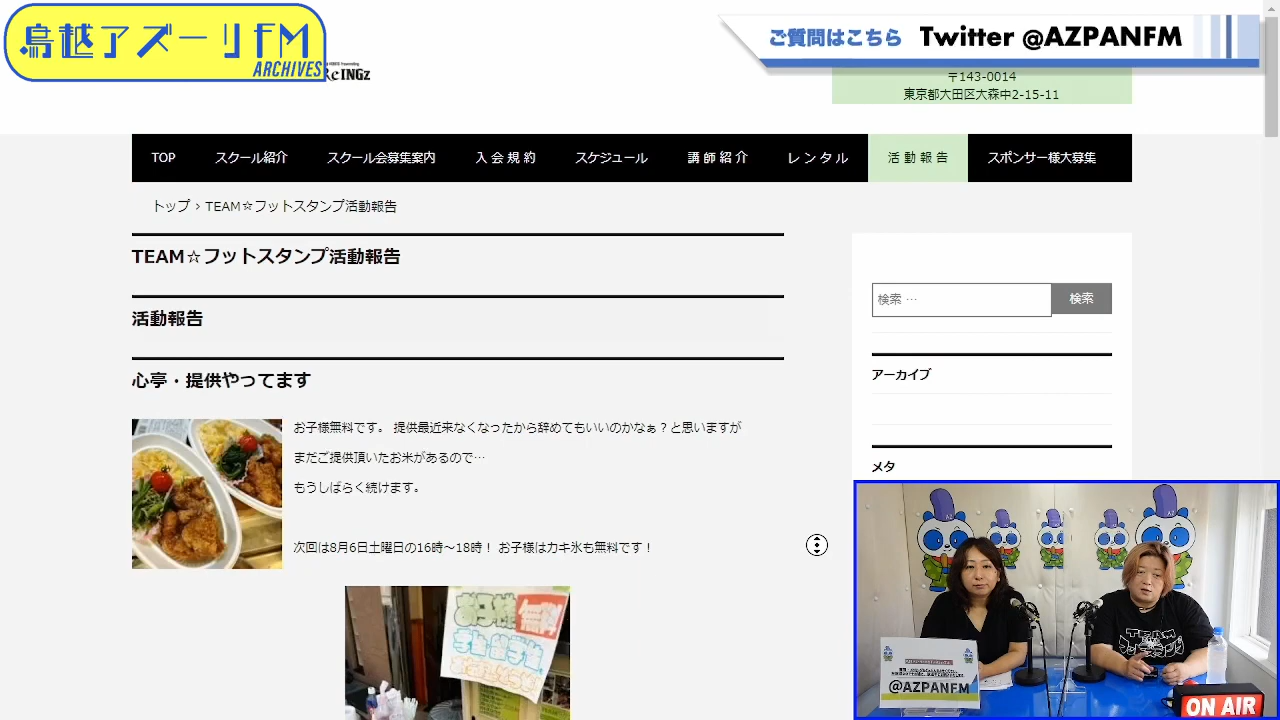 鳥越アズーリFM
ARCHIVES
ご質問はこちら Twitter @AZPANFM
〒143-0014
東京都大田区大森中2-15-11
TOP スクール紹介 スクール会募集案内 入会規約 スケジュール 講師紹介 レンタル 活動報告 スポンサー様大募集
トップ › TEAM☆フットスタンプ活動報告
TEAM☆フットスタンプ活動報告
活動報告
心亭・提供やってます
お子様無料です。 提供最近来なくなったから辞めてもいいのかなぁ？と思いますが
まだご提供頂いたお米があるので…
もうしばらく続けます。
次回は8月6日土曜日の16時～18時！ お子様はカキ氷も無料です！
検索 …
検索
アーカイブ
メタ
お子様
無料
@AZPANFM
TEAM
ON AIR